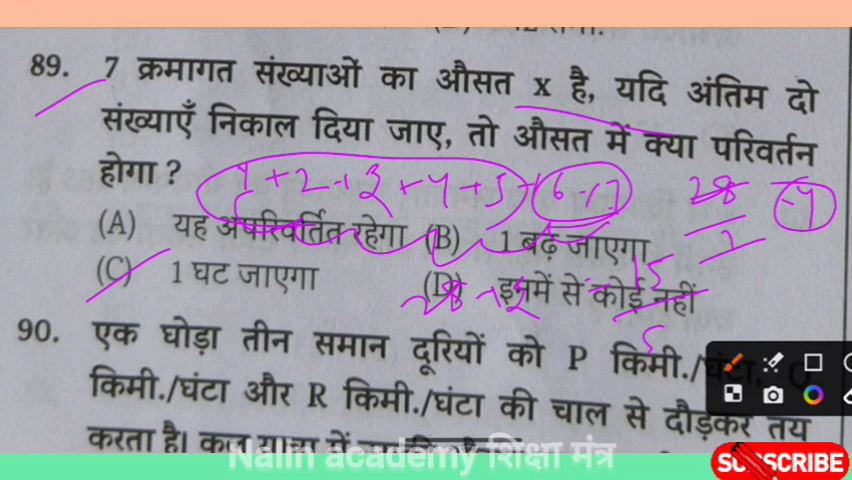 89. 7 क्रमागत संख्याओं का औसत x है, यदि अंतिम दो
संख्याएँ निकाल दिया जाए, तो औसत में क्या परिवर्तन
होगा ?
1+2+3+4+5+6+7 28 = 4
(A) यह अपरिवर्तित रहेगा (B) 1 बढ़ जाएगा 7
(C) 1 घट जाएगा (D) इनमें से कोई नहीं
15
5
90. एक घोड़ा तीन समान दूरियों को P किमी./घंटा, Q
किमी./घंटा और R किमी./घंटा की चाल से दौड़कर तय
करता है। कुल यात्रा में
Nalin academy शिक्षा मंत्र
SUBSCRIBE